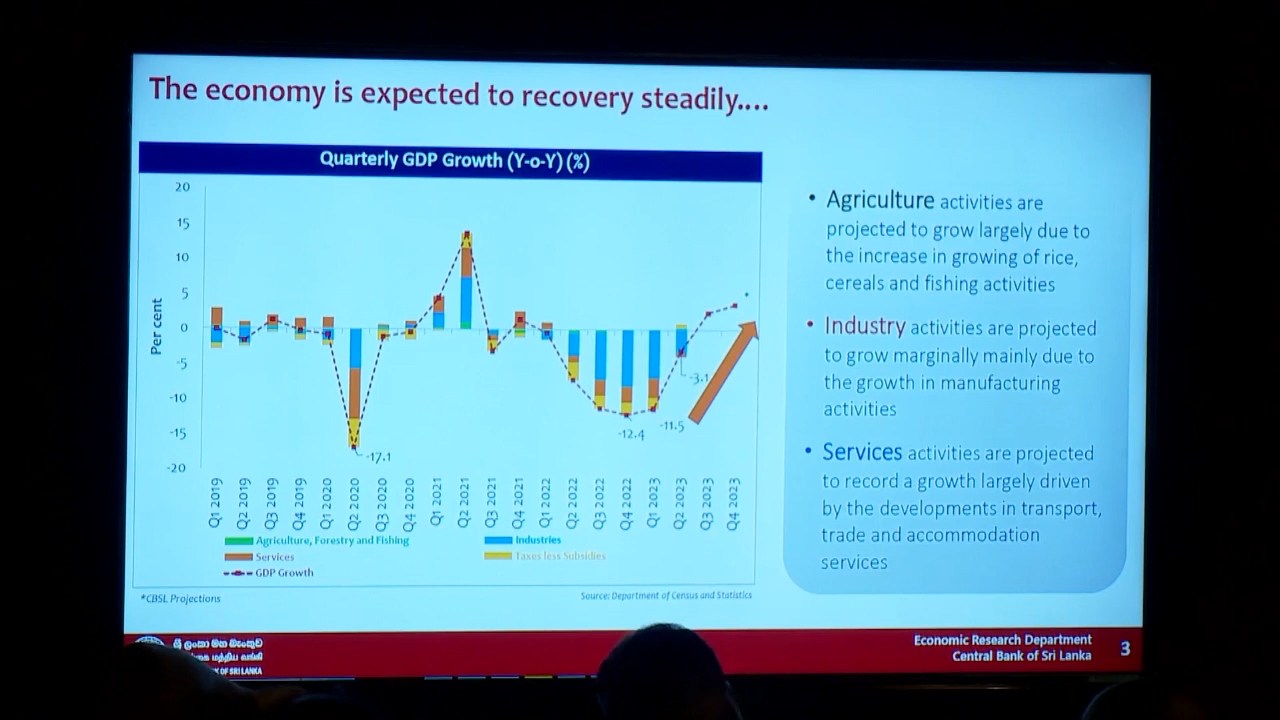 The economy is expected to recovery steadily....
Quarterly GDP Growth (Y-o-Y) (%)
Per cent
20
15
10
5
0
-5
-10
-15
-20
-17.1
-12.4
-11.5
-3.1
*
Q1 2019
Q2 2019
Q3 2019
Q4 2019
Q1 2020
Q2 2020
Q3 2020
Q4 2020
Q1 2021
Q2 2021
Q3 2021
Q4 2021
Q1 2022
Q2 2022
Q3 2022
Q4 2022
Q1 2023
Q2 2023
Q3 2023
Q4 2023
Agriculture, Forestry and Fishing
Industries
Services
Taxes less Subsidies
GDP Growth
*CBSL Projections
Source: Department of Census and Statistics
• Agriculture activities are
projected to grow largely due to
the increase in growing of rice,
cereals and fishing activities
• Industry activities are projected
to grow marginally mainly due to
the growth in manufacturing
activities
• Services activities are projected
to record a growth largely driven
by the developments in transport,
trade and accommodation
services
ශ්‍රී ලංකා මහ බැංකුව
மத்திய வங்கி
OF SRI LANKA
Economic Research Department
Central Bank of Sri Lanka
3